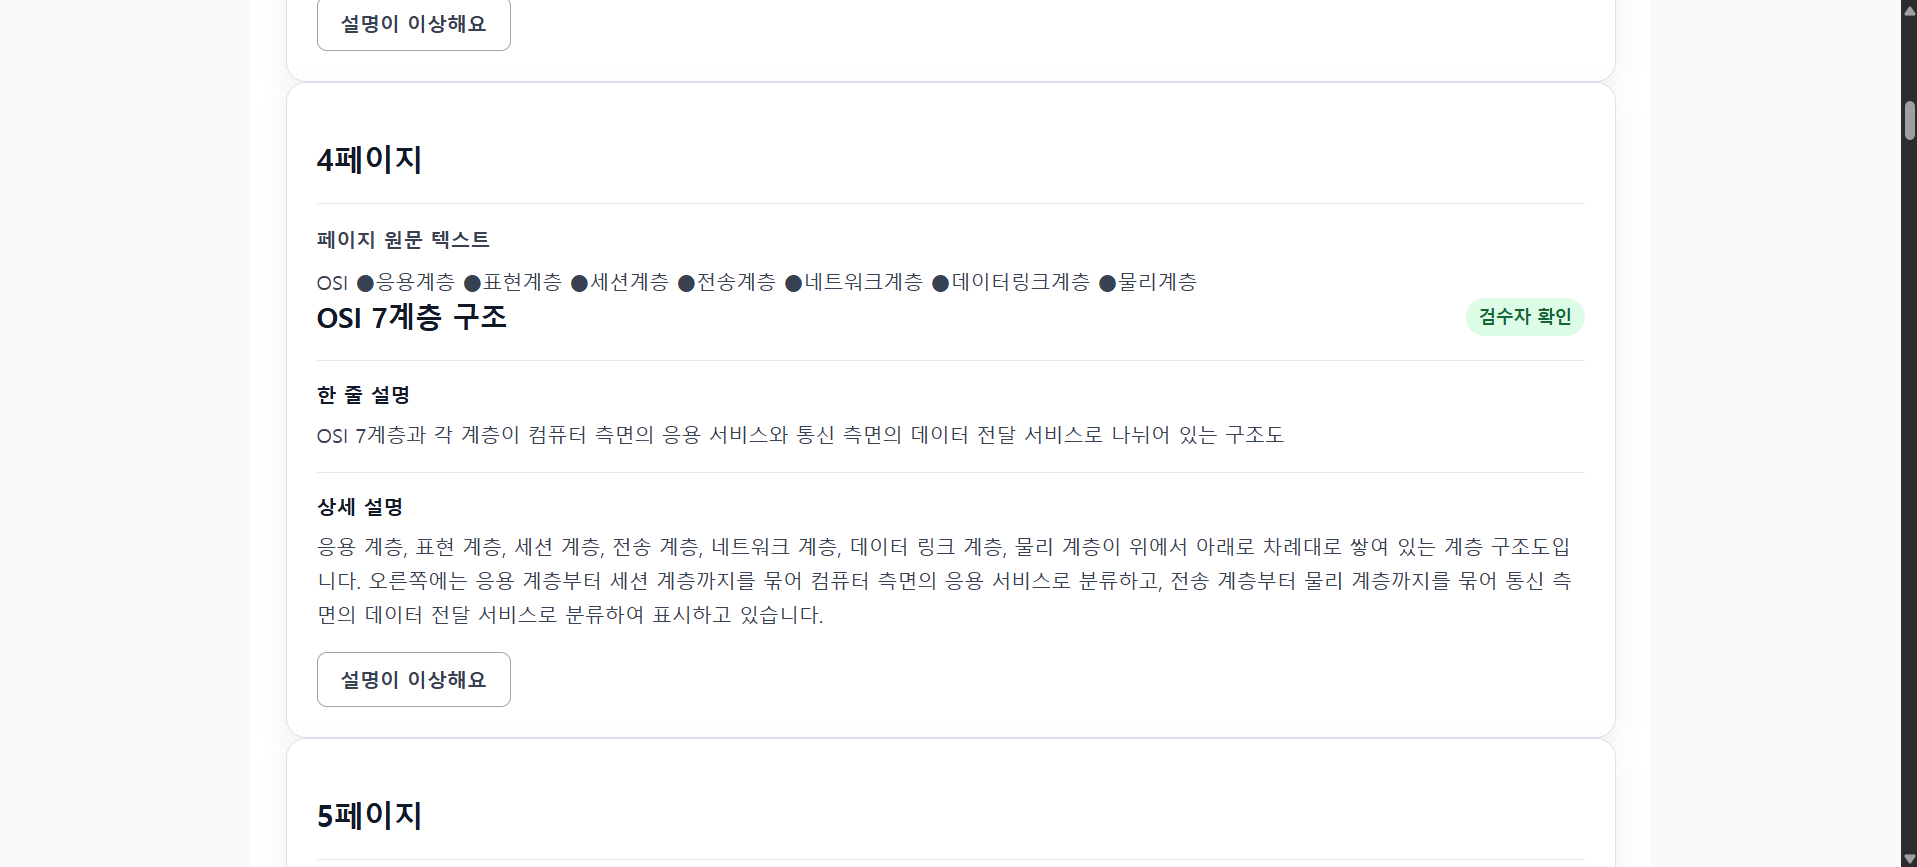 설명이 이상해요
4페이지
페이지 원문 텍스트
OSI ●응용계층 ●표현계층 ●세션계층 ●전송계층 ●네트워크계층 ●데이터링크계층 ●물리계층
OSI 7계층 구조
검수자 확인
한 줄 설명
OSI 7계층과 각 계층이 컴퓨터 측면의 응용 서비스와 통신 측면의 데이터 전달 서비스로 나뉘어 있는 구조도
상세 설명
응용 계층, 표현 계층, 세션 계층, 전송 계층, 네트워크 계층, 데이터 링크 계층, 물리 계층이 위에서 아래로 차례대로 쌓여 있는 계층 구조도입
니다. 오른쪽에는 응용 계층부터 세션 계층까지를 묶어 컴퓨터 측면의 응용 서비스로 분류하고, 전송 계층부터 물리 계층까지를 묶어 통신 측
면의 데이터 전달 서비스로 분류하여 표시하고 있습니다.
설명이 이상해요
5페이지